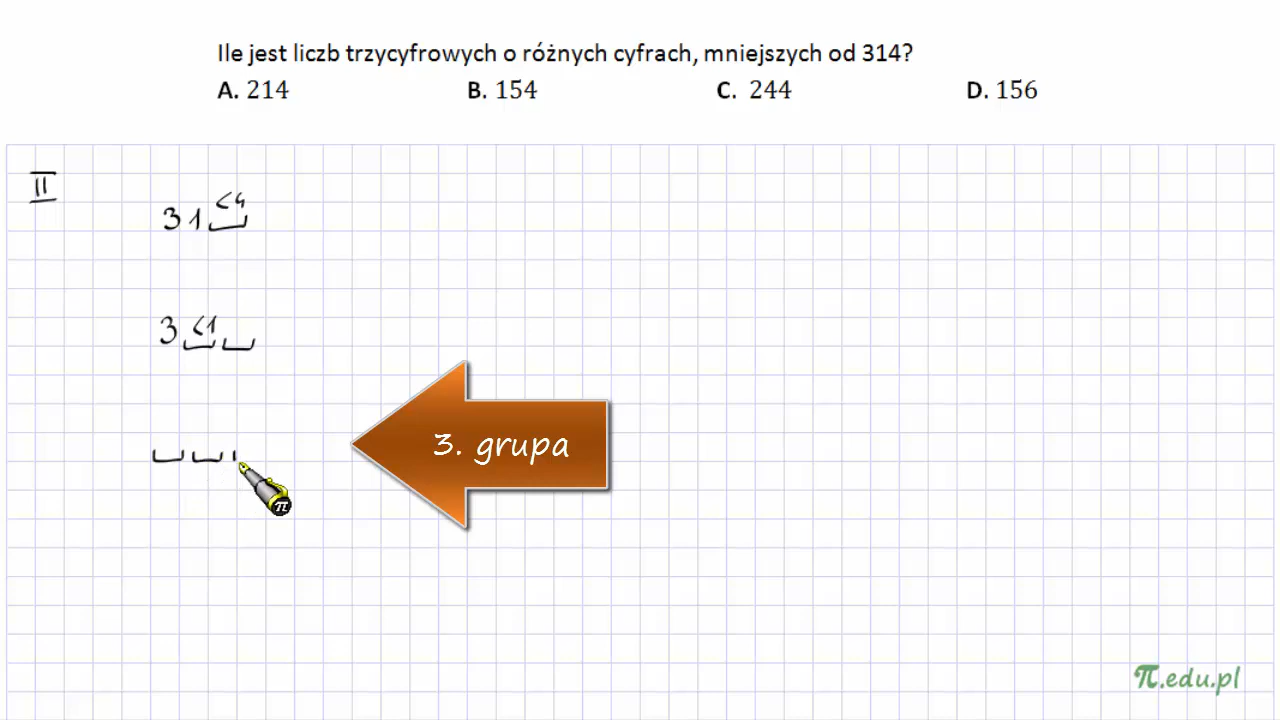 Ile jest liczb trzycyfrowych o różnych cyfrach, mniejszych od 314?
A. 214 B. 154 C. 244 D. 156
II
<4
31
<1
3
3. grupa
π
π.edu.pl